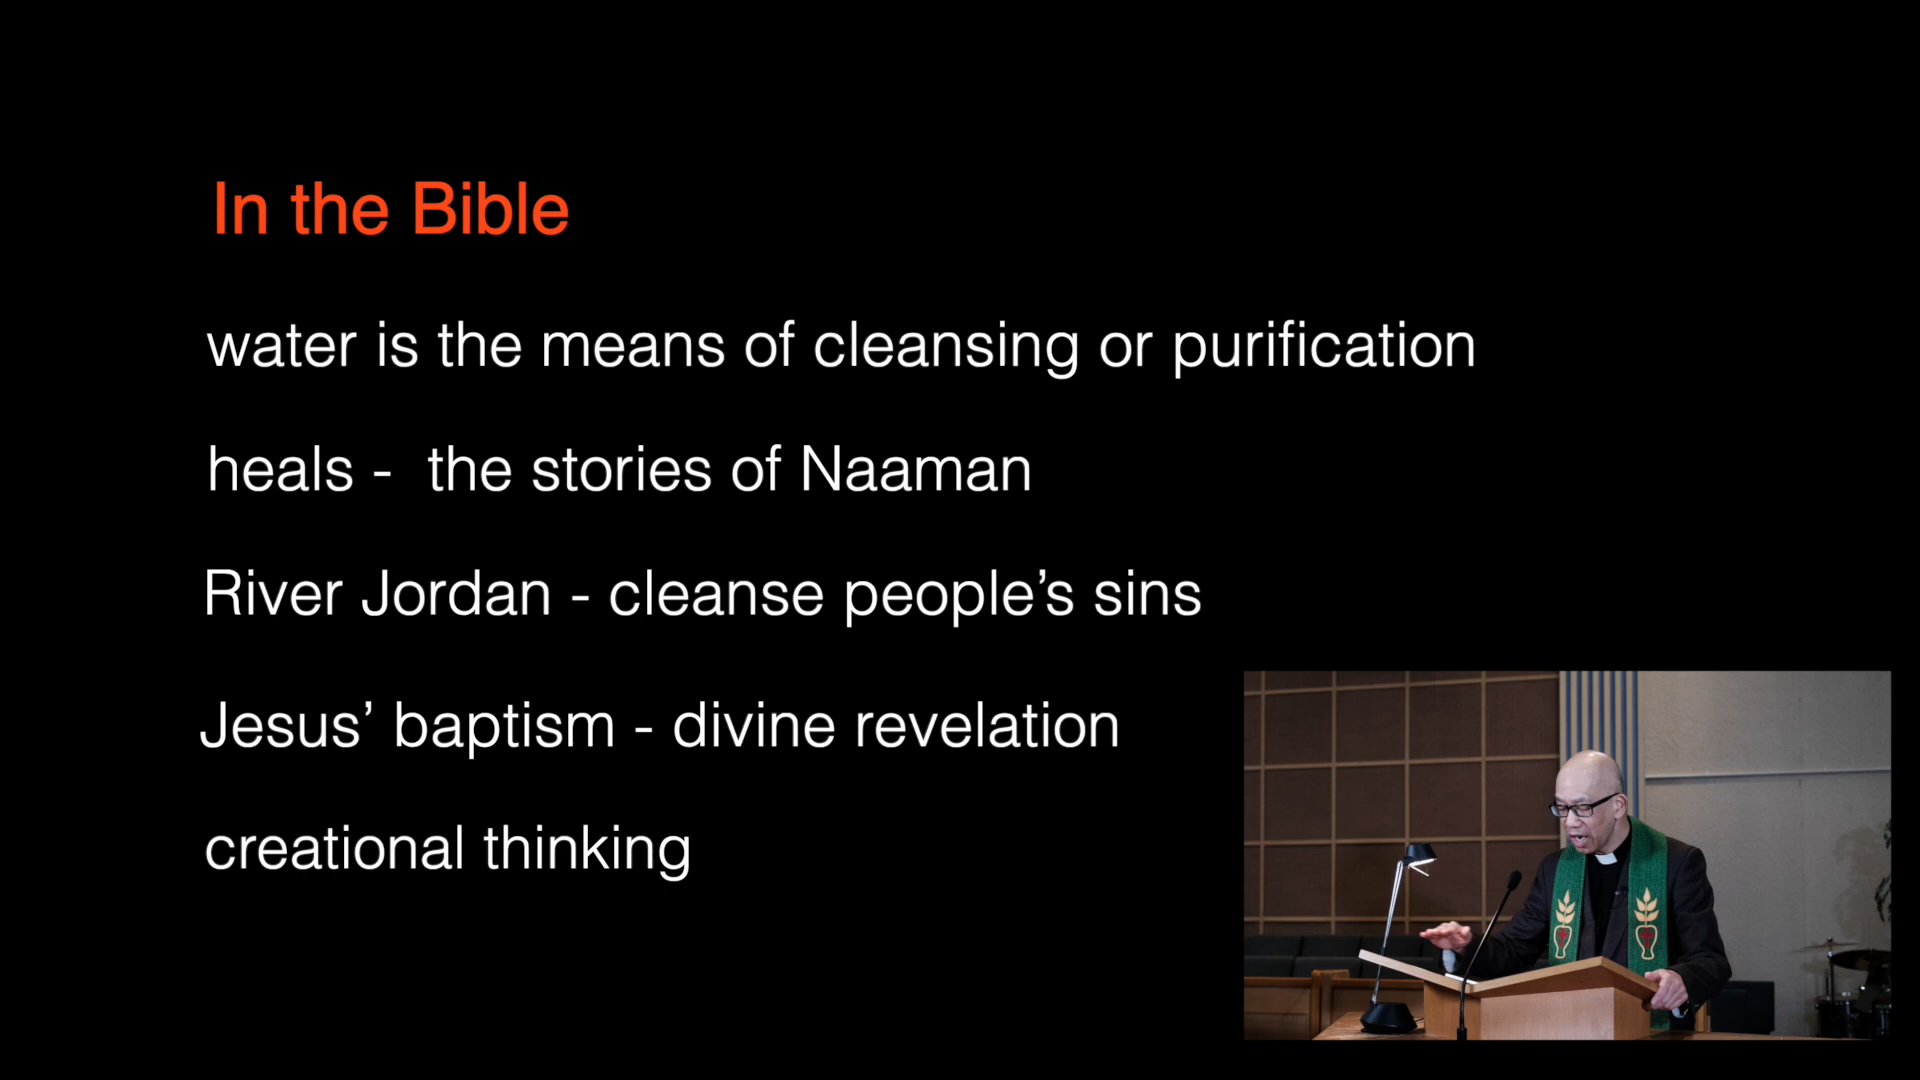 In the Bible
water is the means of cleansing or purification
heals -  the stories of Naaman
River Jordan - cleanse people’s sins
Jesus’ baptism - divine revelation
creational thinking